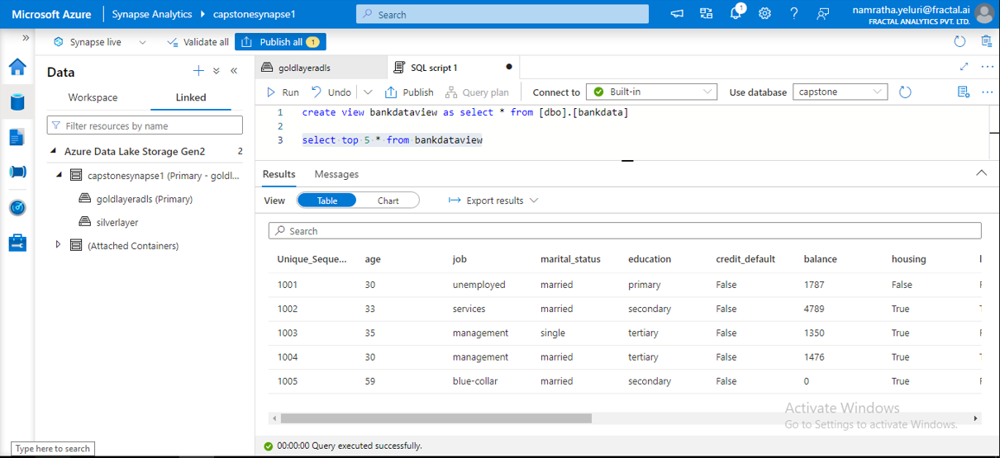 Microsoft Azure Synapse Analytics capstonesynapse1 Search 1 namratha.yeluri@fractal.ai
FRACTAL ANALYTICS PVT. LTD.
Synapse live Validate all Publish all 1
Data
Workspace Linked
Filter resources by name
Azure Data Lake Storage Gen2 2
capstonesynapse1 (Primary - goldl...
goldlayeradls (Primary)
silverlayer
(Attached Containers)
goldlayeradls SQL script 1
Run Undo Publish Query plan Connect to Built-in Use database capstone
1 create view bankdataview as select * from [dbo].[bankdata]
2
3 select top 5 * from bankdataview
Results Messages
View Table Chart Export results
Search
Unique_Seque... age job marital_status education credit_default balance housing
1001 30 unemployed married primary False 1787 False
1002 33 services married secondary False 4789 True
1003 35 management single tertiary False 1350 True
1004 30 management married tertiary False 1476 True
1005 59 blue-collar married secondary False 0 True
Activate Windows
Go to Settings to activate Windows.
00:00:00 Query executed successfully.
Type here to search